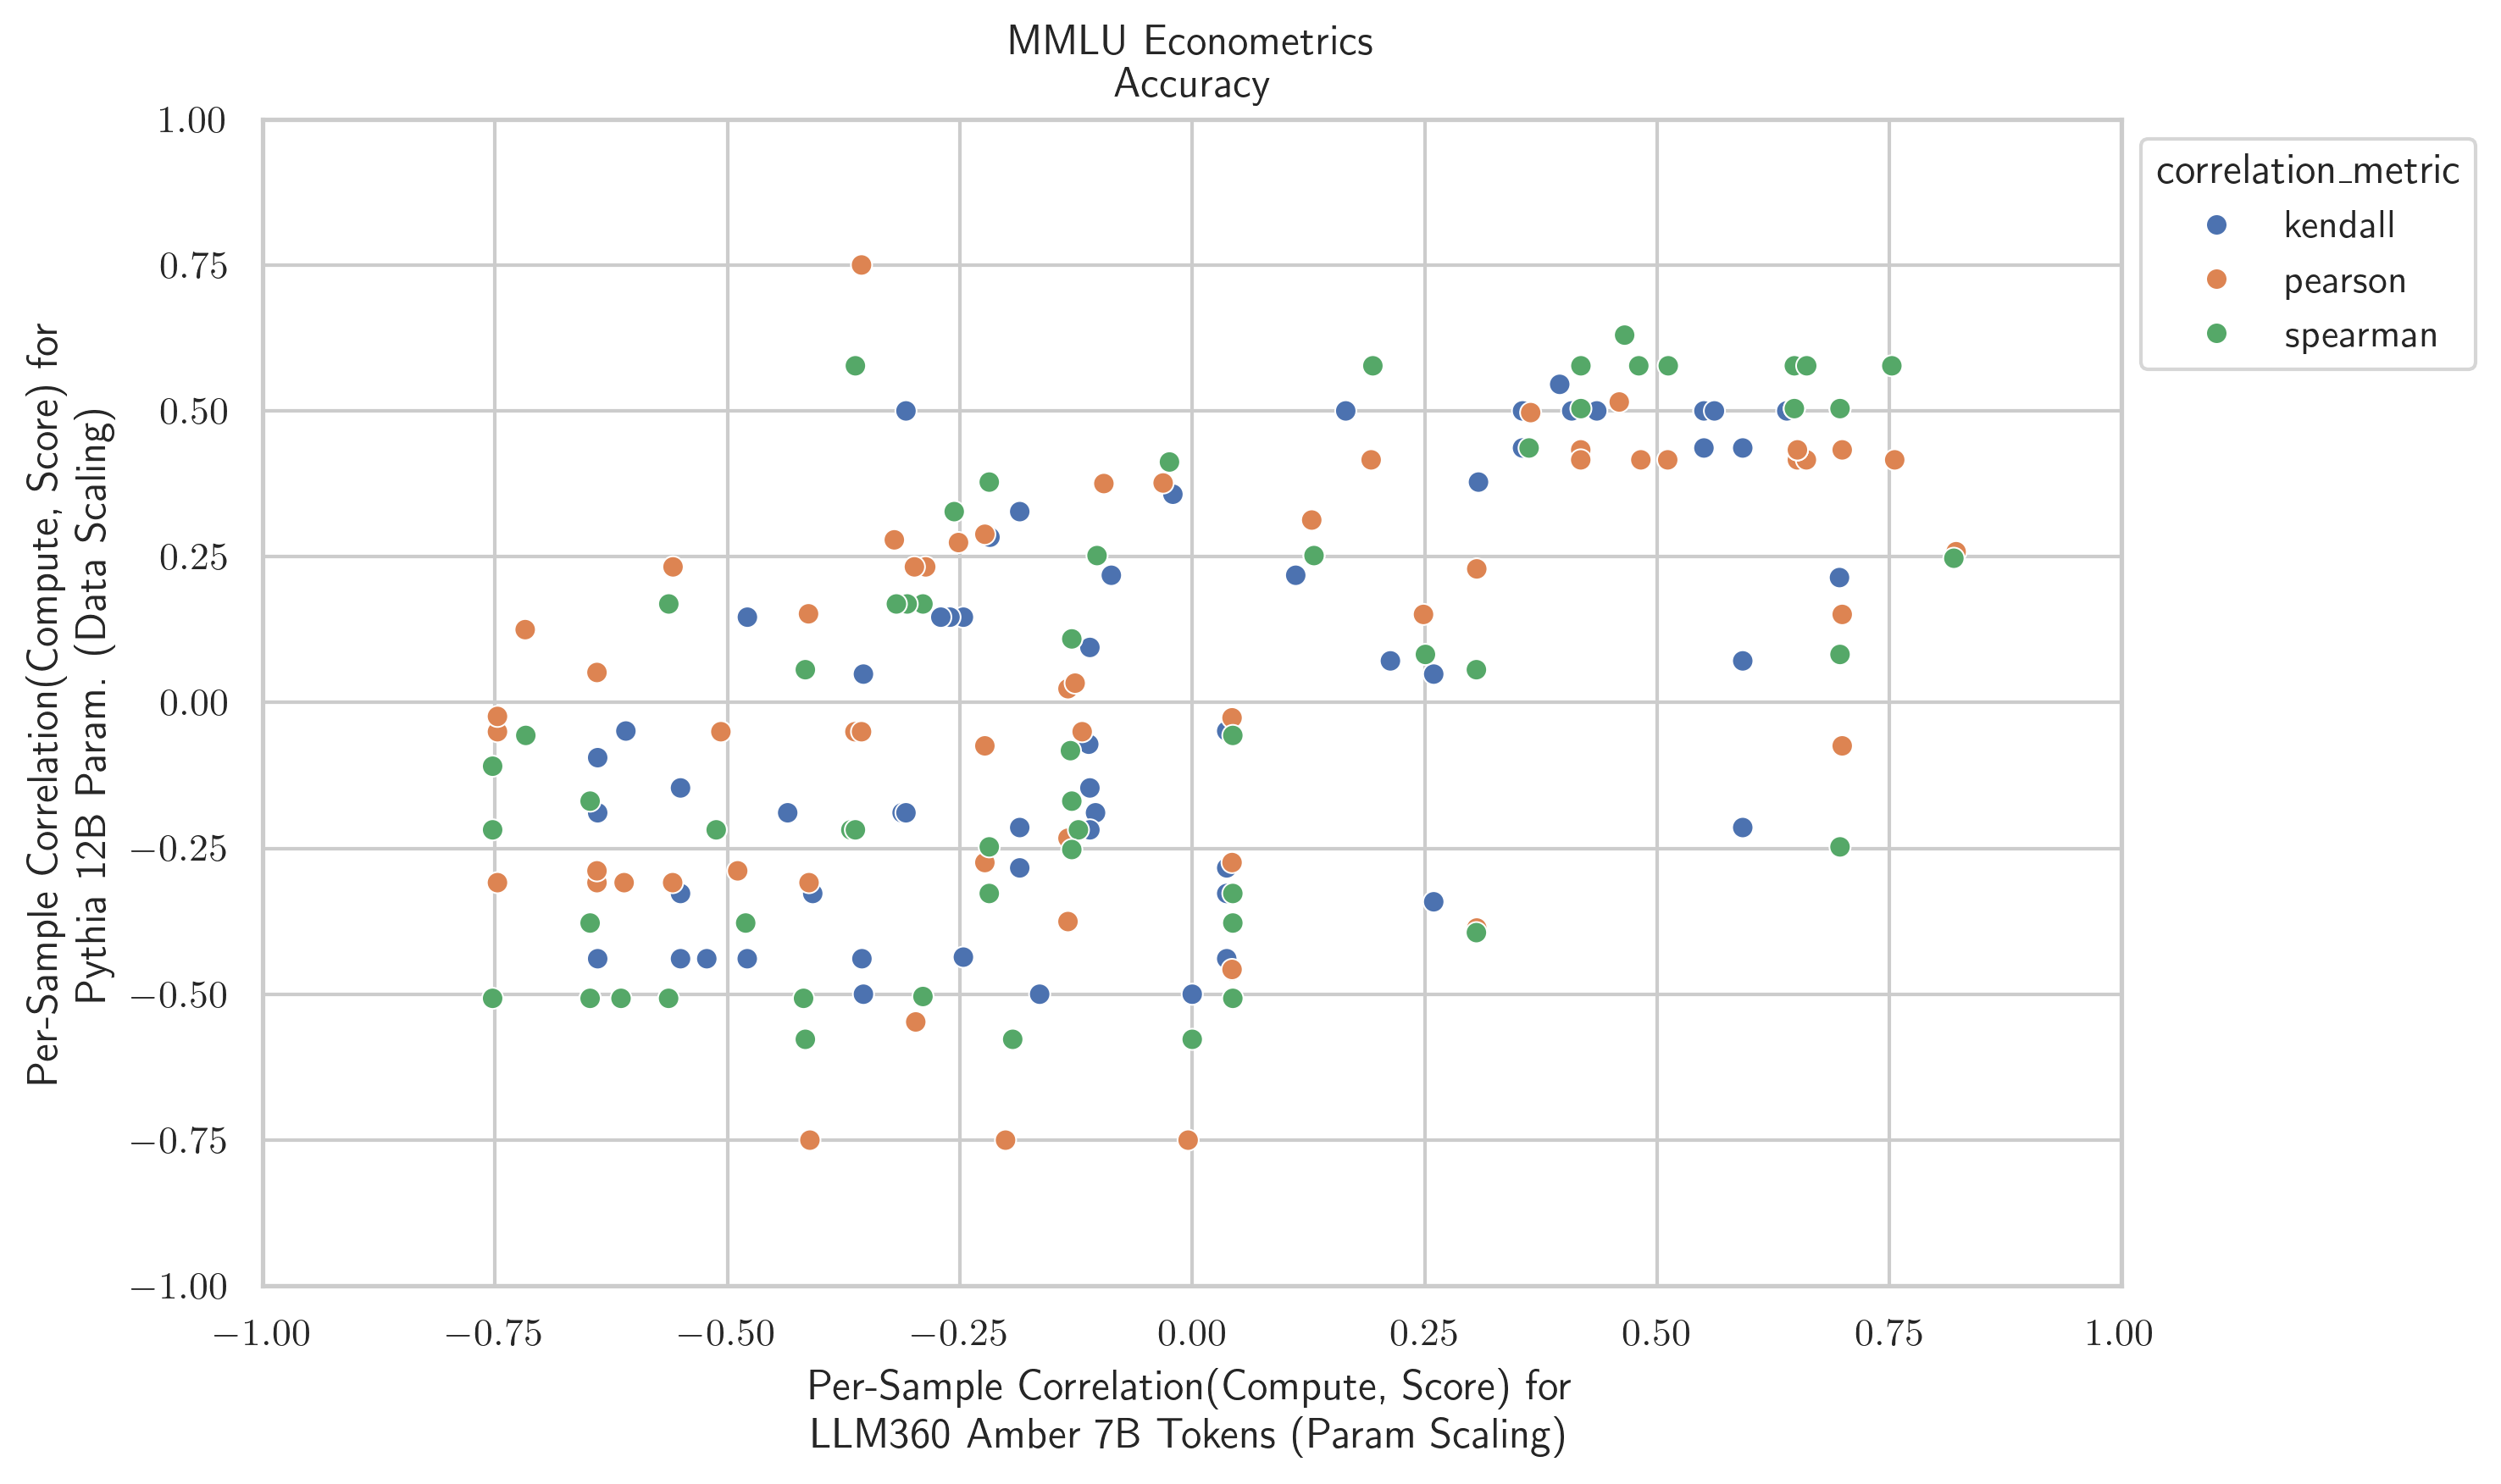 MMLU Econometrics
Accuracy
1.00
0.75
0.50
0.25
0.00
−0.25
−0.50
−0.75
−1.00
Per-Sample Correlation(Compute, Score) for
Pythia 12B Param. (Data Scaling)
−1.00 −0.75 −0.50 −0.25 0.00 0.25 0.50 0.75 1.00
Per-Sample Correlation(Compute, Score) for
LLM360 Amber 7B Tokens (Param Scaling)
correlation_metric
kendall
pearson
spearman